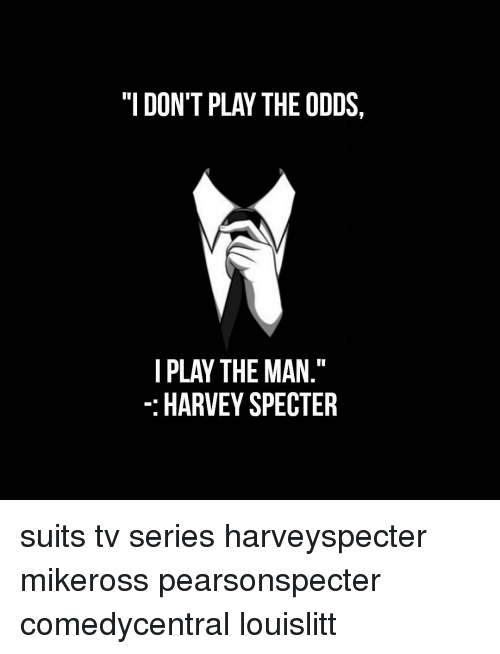 "I DON'T PLAY THE ODDS,
I PLAY THE MAN."
-: HARVEY SPECTER
suits tv series harveyspecter
mikeross pearsonspecter
comedycentral louislitt